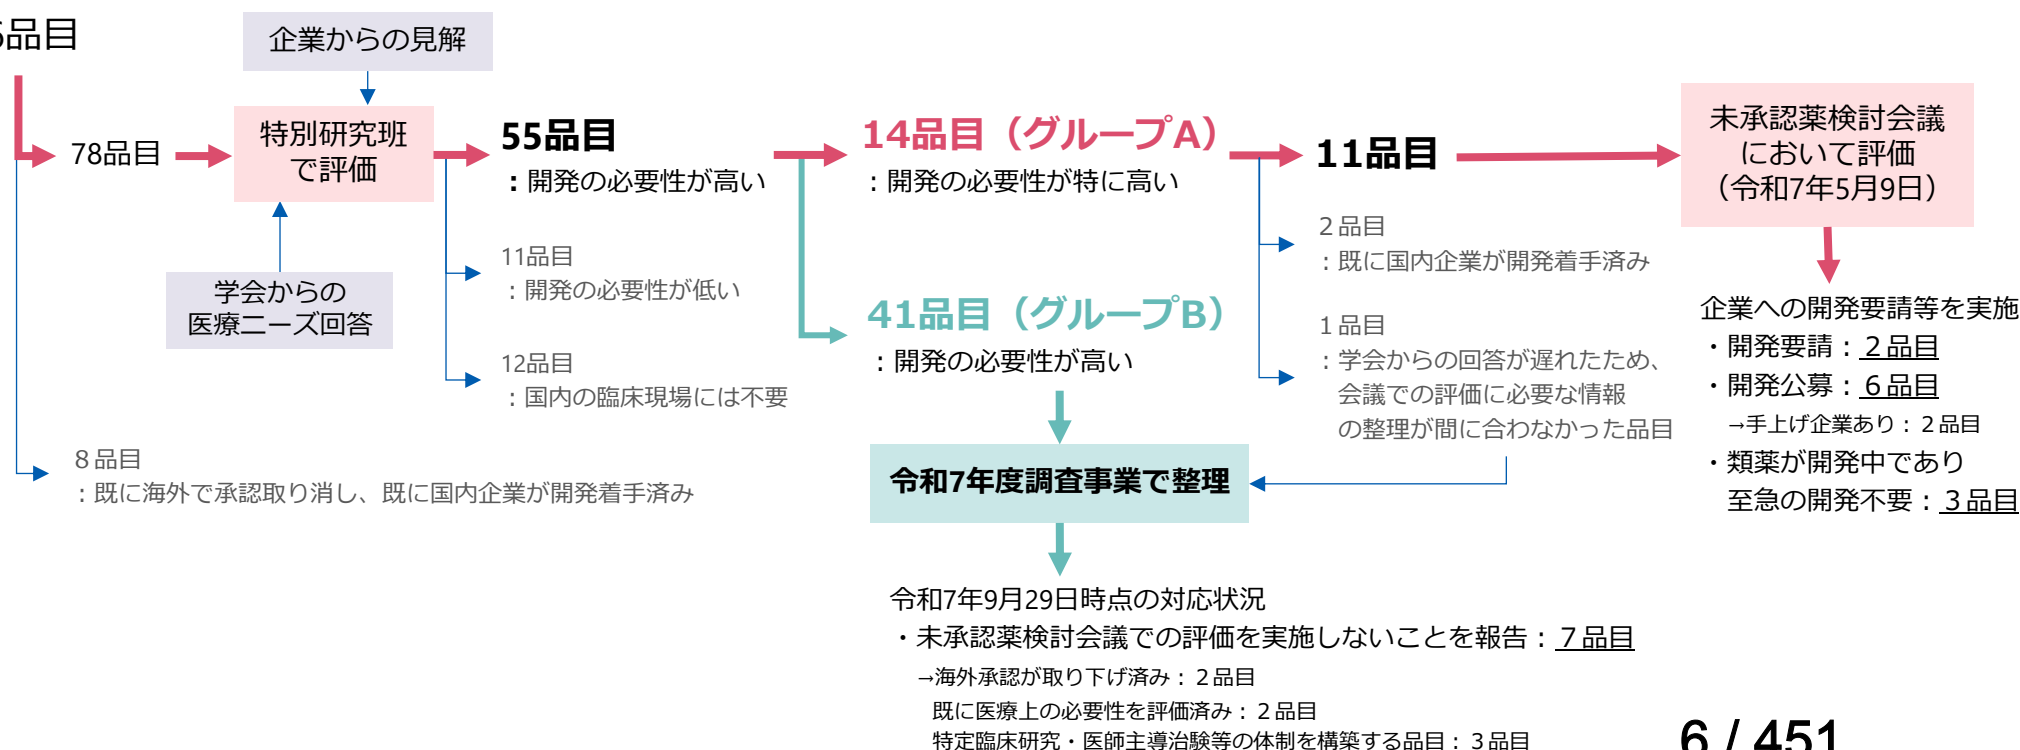 品目
企業からの見解
78品目
特別研究班
で評価
学会からの
医療ニーズ回答
55品目
：開発の必要性が高い
11品目
：開発の必要性が低い
12品目
：国内の臨床現場には不要
８品目
：既に海外で承認取り消し、既に国内企業が開発着手済み
14品目（グループA）
：開発の必要性が特に高い
41品目（グループB）
：開発の必要性が高い
11品目
２品目
：既に国内企業が開発着手済み
１品目
：学会からの回答が遅れたため、
会議での評価に必要な情報
の整理が間に合わなかった品目
未承認薬検討会議
において評価
（令和7年5月9日）
企業への開発要請等を実施
・開発要請：２品目
・開発公募：６品目
→手上げ企業あり：２品目
・類薬が開発中であり
至急の開発不要：３品目
令和7年度調査事業で整理
令和7年9月29日時点の対応状況
・未承認薬検討会議での評価を実施しないことを報告：７品目
→海外承認が取り下げ済み：２品目
既に医療上の必要性を評価済み：２品目
特定臨床研究・医師主導治験等の体制を構築する品目：３品目
6 / 451